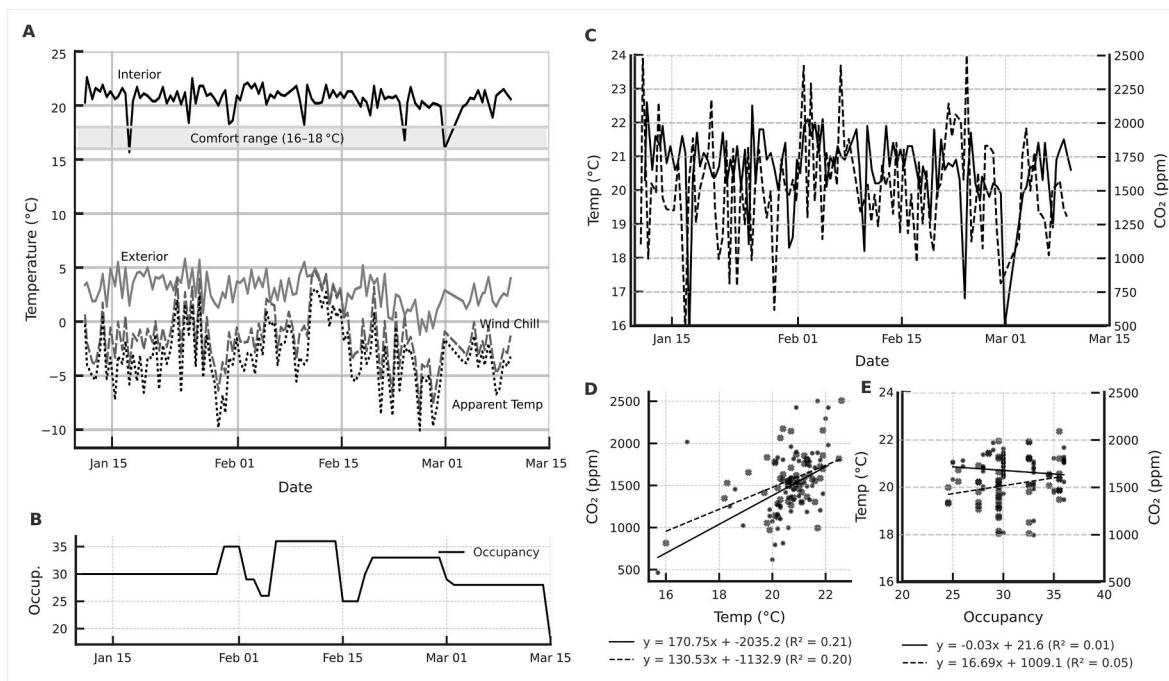 A
25
20
15
10
5
0
−5
−10
Temperature (°C)
Interior
Comfort range (16–18 °C)
Exterior
Wind Chill
Apparent Temp
Jan 15
Feb 01
Feb 15
Mar 01
Mar 15
Date
B
35
30
25
20
Occup.
Occupancy
Jan 15
Feb 01
Feb 15
Mar 01
Mar 15
C
24
23
22
21
20
19
18
17
16
Temp (°C)
2500
2250
2000
1750
1500
1250
1000
750
500
CO₂ (ppm)
Jan 15
Feb 01
Feb 15
Mar 01
Mar 15
Date
D
2500
2000
1500
1000
500
CO₂ (ppm)
16
18
20
22
Temp (°C)
y = 170.75x + -2035.2 (R² = 0.21)
y = 130.53x + -1132.9 (R² = 0.20)
E
24
22
20
18
16
Temp (°C)
2500
2000
1500
1000
500
CO₂ (ppm)
20
25
30
35
40
Occupancy
y = -0.03x + 21.6 (R² = 0.01)
y = 16.69x + 1009.1 (R² = 0.05)